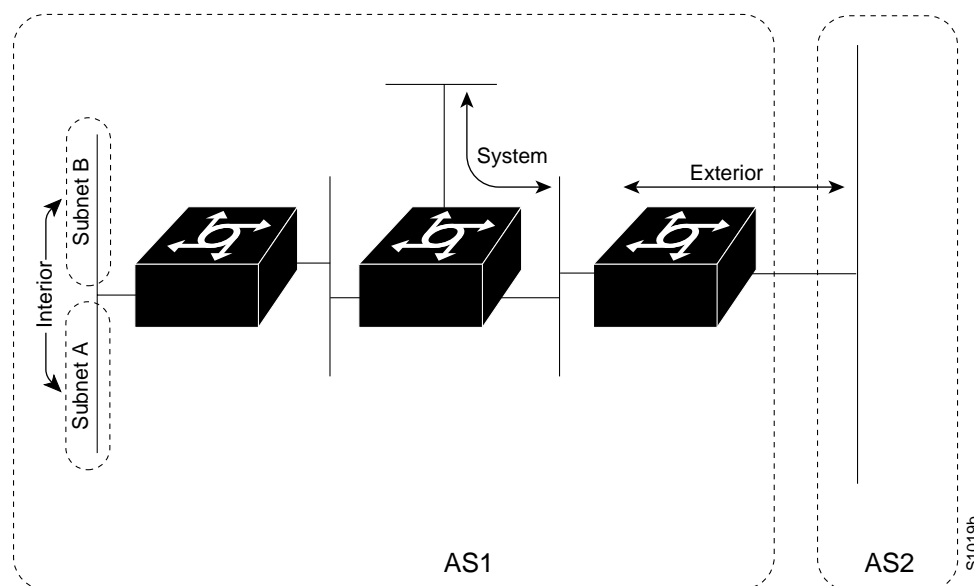 System
Exterior
Subnet B
Interior
Subnet A
AS1
AS2
S1019b